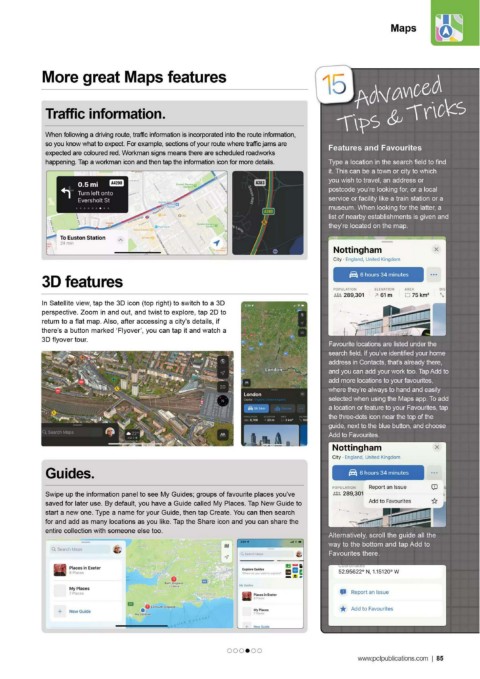 Maps
More great Maps features
Traffic information.
When following a driving route, traffic information is incorporated into the route information,
so you know what to expect. For example, sections of your route where traffic jams are
expected are coloured red. Workman signs means there are scheduled roadworks
happening. Tap a workman icon and then tap the information icon for more details.
0.5 mi
Turn left onto
Eversholt St
To Euston Station
3D features
In Satellite view, tap the 3D icon (top right) to switch to a 3D
perspective. Zoom in and out, and twist to explore, tap 2D to
return to a flat map. Also, after accessing a city's details, if
there's a button marked 'Flyover', you can tap it and watch a
3D flyover tour.
Search Maps
London
London
Guides.
Swipe up the information panel to see My Guides; groups of favourite places you've
saved for later use. By default, you have a Guide called My Places. Tap New Guide to
start a new one. Type a name for your Guide, then tap Create. You can then search
for and add as many locations as you like. Tap the Share icon and you can share the
entire collection with someone else too.
Search Maps
Places in Exeter
My Places
New Guide
Explore Guides
Places in Exeter
My Places
New Guide
15
Advanced
Tips & Tricks
Features and Favourites
Type a location in the search field to find
it. This can be a town or city to which
you wish to travel, an address or
postcode you're looking for, or a local
service or facility like a train station or a
museum. When looking for the latter, a
list of nearby establishments is given and
they're located on the map.
Nottingham
City · England, United Kingdom
6 hours 34 minutes
POPULATION
ELEVATION
AREA
289,301
61 m
75 km²
Favourite locations are listed under the
search field. If you've identified your home
address in Contacts, that's already there,
and you can add your work too. Tap Add to
add more locations to your favourites,
where they're always to hand and easily
selected when using the Maps app. To add
a location or feature to your Favourites, tap
the three-dots icon near the top of the
guide, next to the blue button, and choose
Add to Favourites.
Nottingham
City · England, United Kingdom
6 hours 34 minutes
POPULATION
289,301
Report an Issue
Add to Favourites
Alternatively, scroll the guide all the
way to the bottom and tap Add to
Favourites there.
52.95622° N, 1.15120° W
Report an Issue
Add to Favourites
www.pclpublications.com | 85